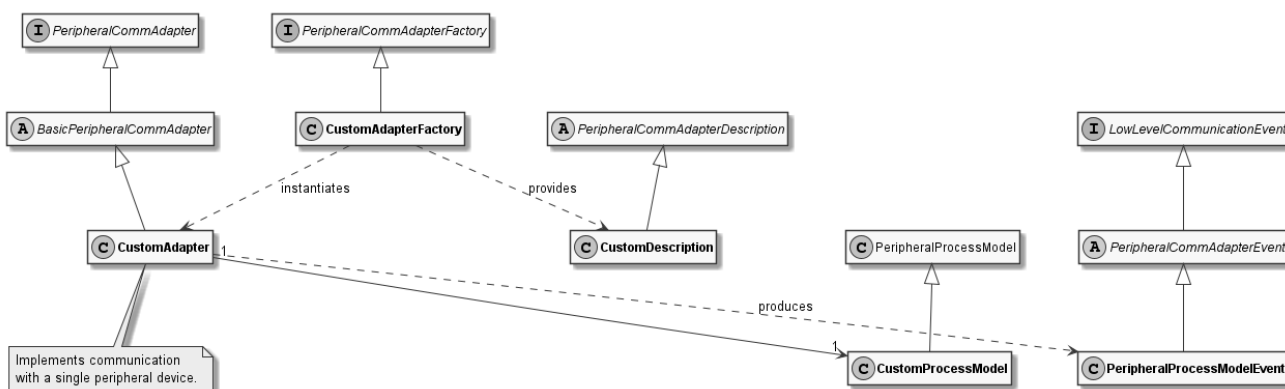 I PeripheralCommAdapter
I PeripheralCommAdapterFactory
A BasicPeripheralCommAdapter
C CustomAdapterFactory
A PeripheralCommAdapterDescription
I LowLevelCommunicationEvent
instantiates
provides
C CustomAdapter
C CustomDescription
C PeripheralProcessModel
A PeripheralCommAdapterEvent
1
produces
1
Implements communication
with a single peripheral device.
C CustomProcessModel
C PeripheralProcessModelEvent